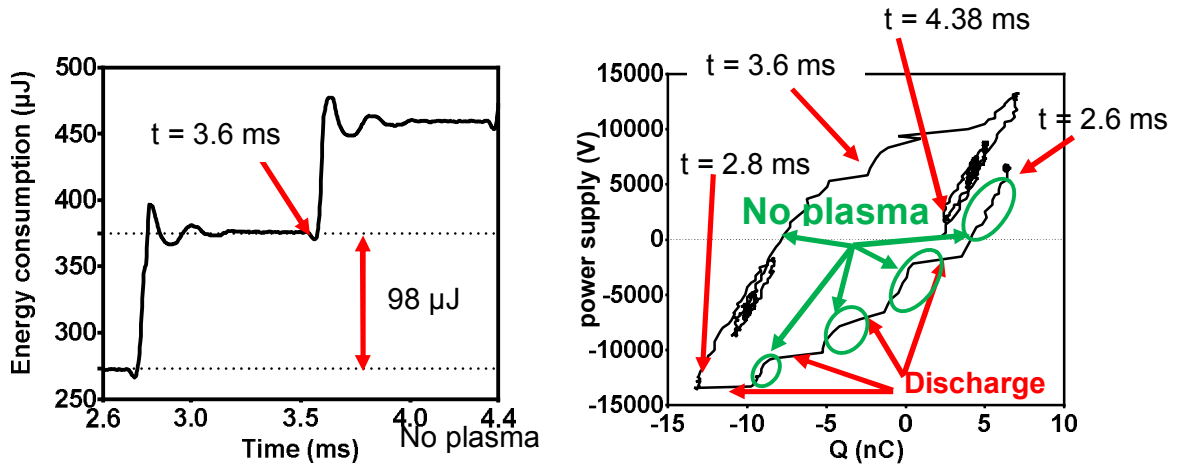 500
450
400
350
300
250
Energy consumption (µJ)
t = 3.6 ms
98 µJ
2.6
3.0
3.5
4.0
4.4
Time (ms)
No plasma
t = 4.38 ms
t = 3.6 ms
t = 2.6 ms
t = 2.8 ms
No plasma
Discharge
15000
10000
5000
0
-5000
-10000
-15000
power supply (V)
-15
-10
-5
0
5
10
Q (nC)